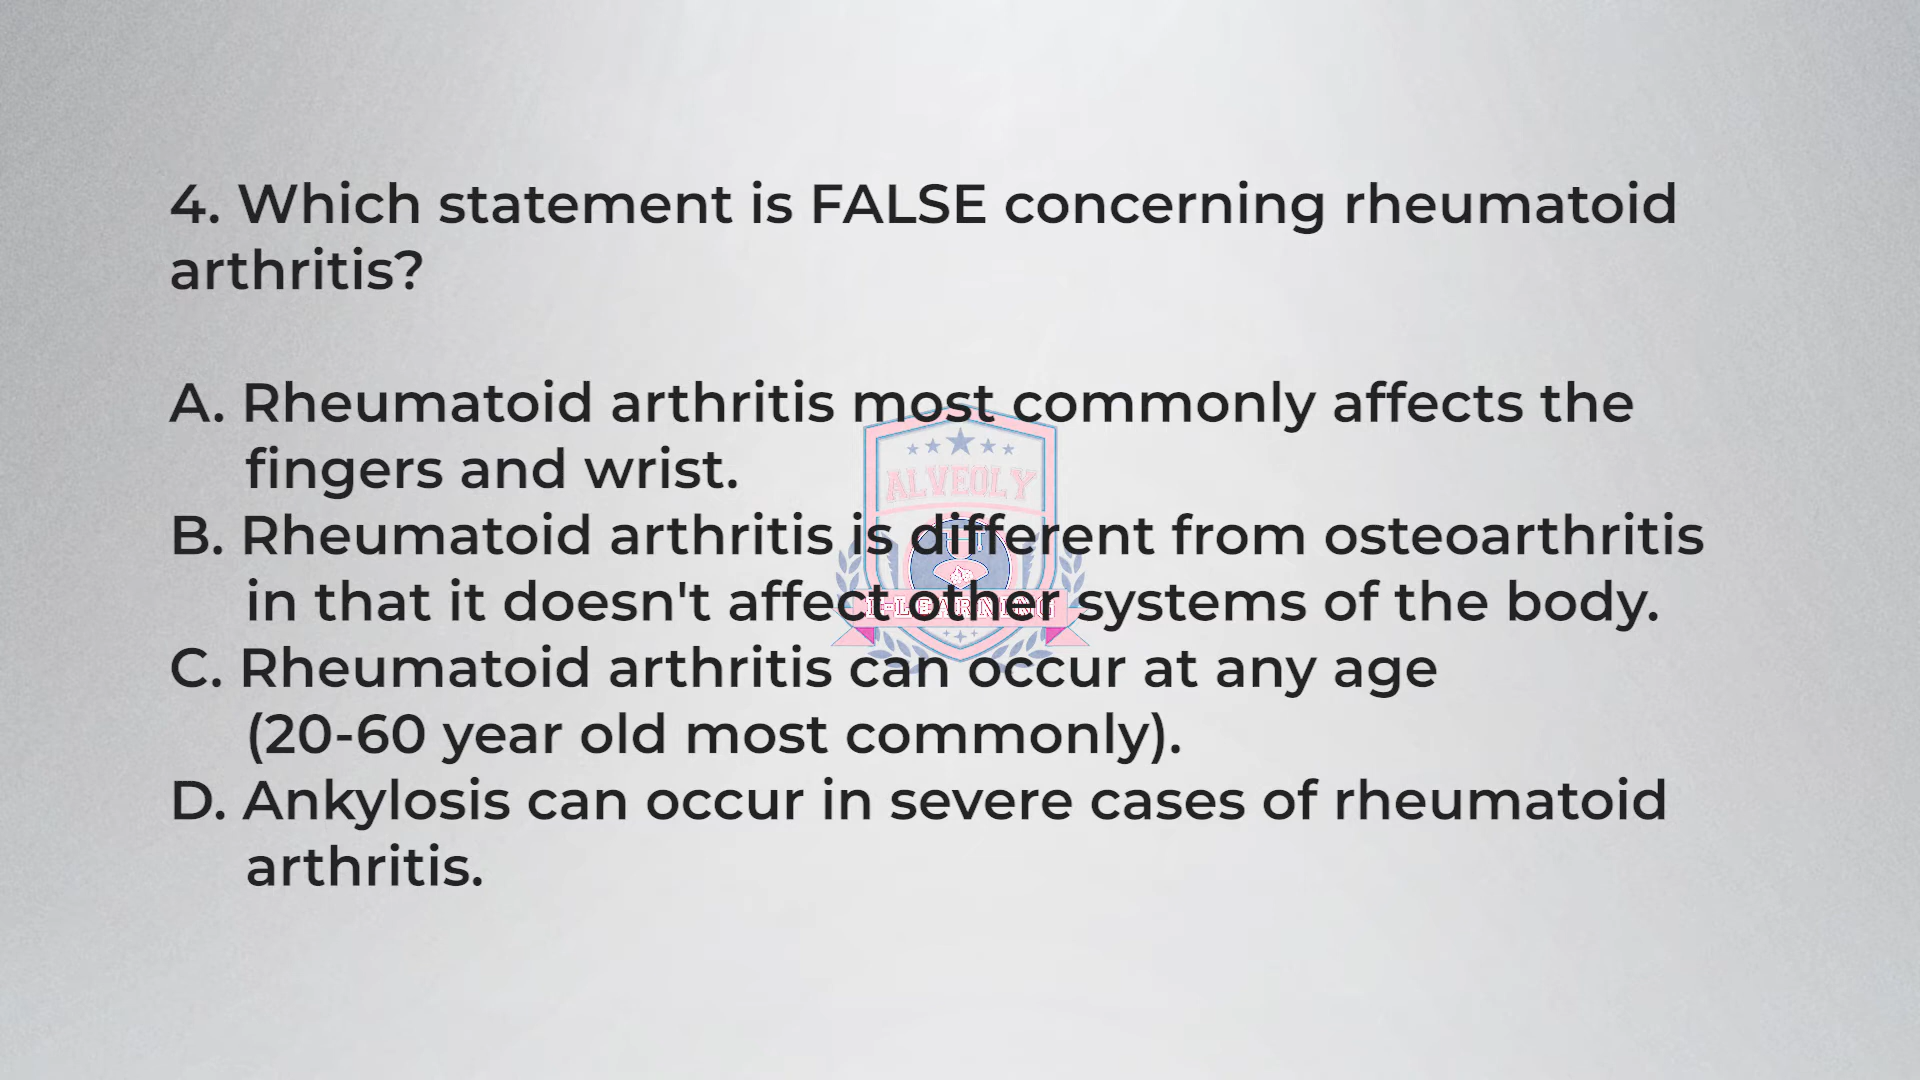 4. Which statement is FALSE concerning rheumatoid
arthritis?
A. Rheumatoid arthritis most commonly affects the
fingers and wrist.
B. Rheumatoid arthritis is different from osteoarthritis
in that it doesn't affect other systems of the body.
C. Rheumatoid arthritis can occur at any age
(20-60 year old most commonly).
D. Ankylosis can occur in severe cases of rheumatoid
arthritis.
ALVEOLY
E-LEARNING